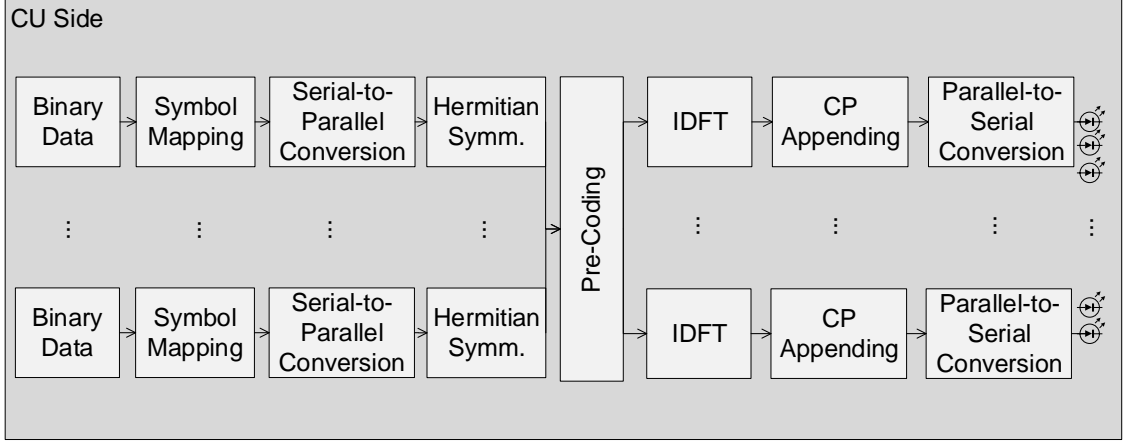 CU Side
Binary
Data
Symbol
Mapping
Serial-to-
Parallel
Conversion
Hermitian
Symm.
Pre-Coding
IDFT
CP
Appending
Parallel-to-
Serial
Conversion
...
...
...
...
...
...
...
...
Binary
Data
Symbol
Mapping
Serial-to-
Parallel
Conversion
Hermitian
Symm.
IDFT
CP
Appending
Parallel-to-
Serial
Conversion